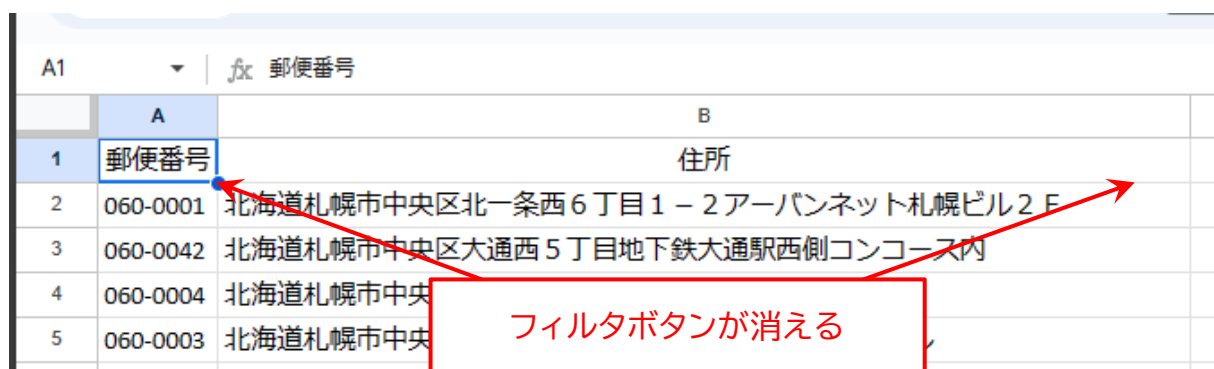 A1 fx 郵便番号
A B
1 郵便番号 住所
2 060-0001 北海道札幌市中央区北一条西６丁目１－２アーバンネット札幌ビル２Ｆ
3 060-0042 北海道札幌市中央区大通西５丁目地下鉄大通駅西側コンコース内
4 060-0004 北海道札幌市中央
5 060-0003 北海道札幌市中央
フィルタボタンが消える